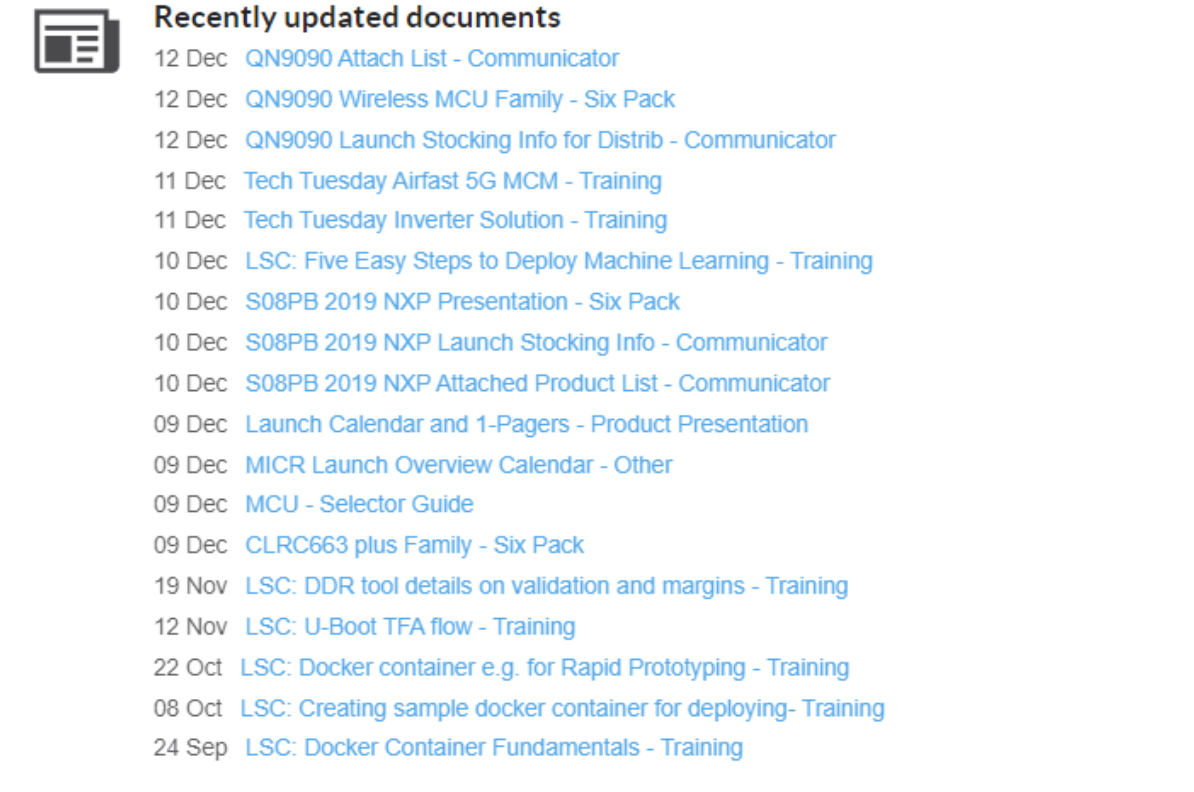 Recently updated documents
12 Dec QN9090 Attach List - Communicator
12 Dec QN9090 Wireless MCU Family - Six Pack
12 Dec QN9090 Launch Stocking Info for Distrib - Communicator
11 Dec Tech Tuesday Airfast 5G MCM - Training
11 Dec Tech Tuesday Inverter Solution - Training
10 Dec LSC: Five Easy Steps to Deploy Machine Learning - Training
10 Dec S08PB 2019 NXP Presentation - Six Pack
10 Dec S08PB 2019 NXP Launch Stocking Info - Communicator
10 Dec S08PB 2019 NXP Attached Product List - Communicator
09 Dec Launch Calendar and 1-Pagers - Product Presentation
09 Dec MICR Launch Overview Calendar - Other
09 Dec MCU - Selector Guide
09 Dec CLRC663 plus Family - Six Pack
19 Nov LSC: DDR tool details on validation and margins - Training
12 Nov LSC: U-Boot TFA flow - Training
22 Oct LSC: Docker container e.g. for Rapid Prototyping - Training
08 Oct LSC: Creating sample docker container for deploying- Training
24 Sep LSC: Docker Container Fundamentals - Training